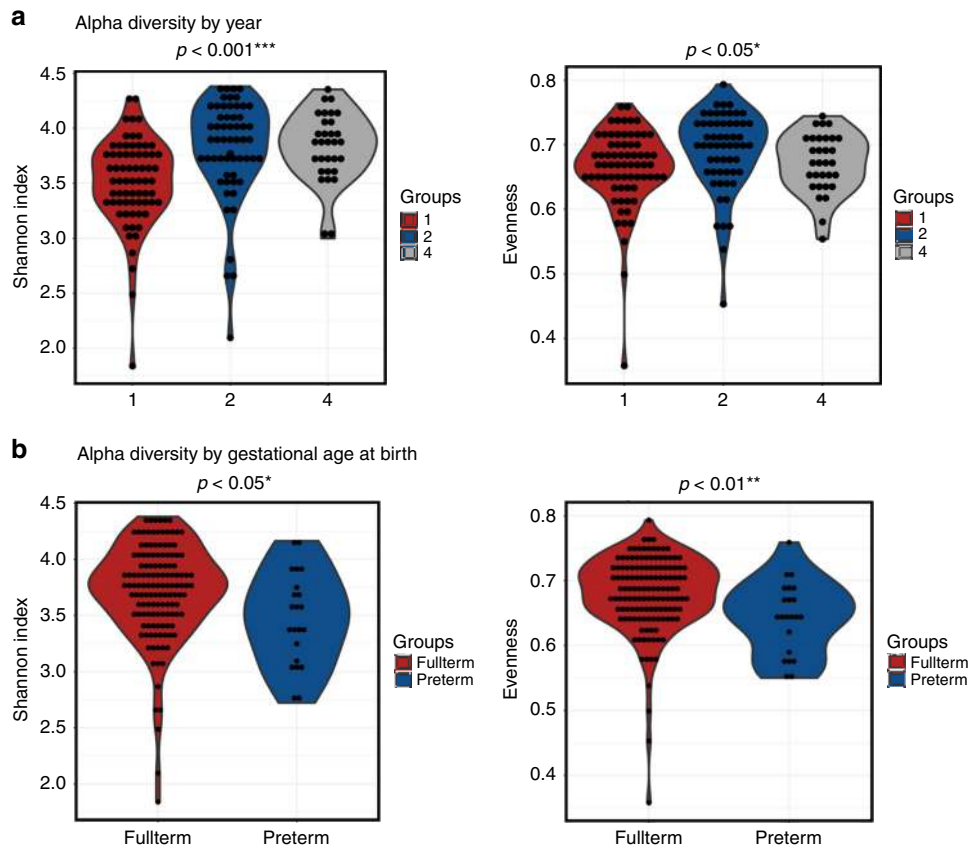 a
Alpha diversity by year
p < 0.001***
4.5
4.0
3.5
3.0
2.5
2.0
Shannon index
1
2
4
Groups
1
2
4
p < 0.05*
0.8
0.7
0.6
0.5
0.4
Evenness
1
2
4
Groups
1
2
4
b
Alpha diversity by gestational age at birth
p < 0.05*
4.5
4.0
3.5
3.0
2.5
2.0
Shannon index
Fullterm
Preterm
Groups
Fullterm
Preterm
p < 0.01**
0.8
0.7
0.6
0.5
0.4
Evenness
Fullterm
Preterm
Groups
Fullterm
Preterm